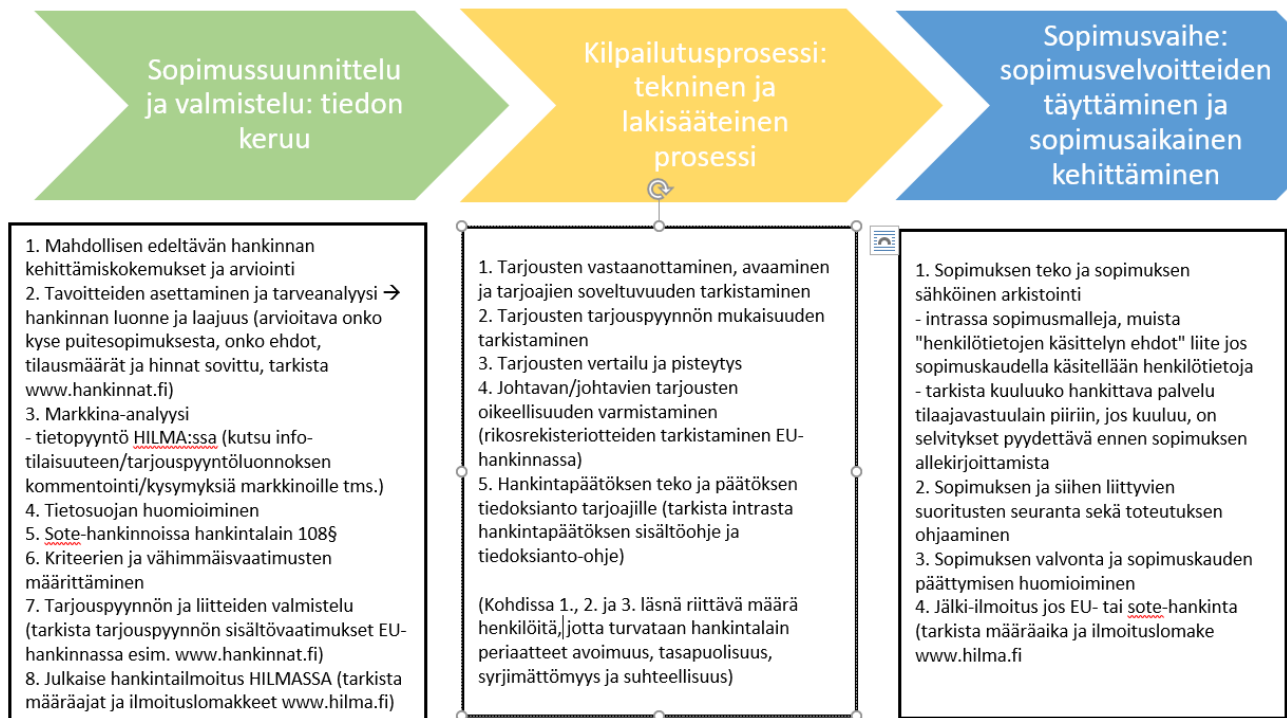 Sopimussuunnittelu
ja valmistelu: tiedon
keruu
Kilpailutusprosessi:
tekninen ja
lakisääteinen
prosessi
Sopimusvaihe:
sopimusvelvoitteiden
täyttäminen ja
sopimusaikainen
kehittäminen
1. Mahdollisen edeltävän hankinnan
kehittämiskokemukset ja arviointi
2. Tavoitteiden asettaminen ja tarveanalyysi →
hankinnan luonne ja laajuus (arvioitava onko
kyse puitesopimuksesta, onko ehdot,
tilausmäärät ja hinnat sovittu, tarkista
www.hankinnat.fi)
3. Markkina-analyysi
- tietopyyntö HILMA:ssa (kutsu info-
tilaisuuteen/tarjouspyyntöluonnoksen
kommentointi/kysymyksiä markkinoille tms.)
4. Tietosuojan huomioiminen
5. Sote-hankinnoissa hankintalain 108§
6. Kriteerien ja vähimmäisvaatimusten
määrittäminen
7. Tarjouspyynnön ja liitteiden valmistelu
(tarkista tarjouspyynnön sisältövaatimukset EU-
hankinnassa esim. www.hankinnat.fi)
8. Julkaise hankintailmoitus HILMASSA (tarkista
määräajat ja ilmoituslomakkeet www.hilma.fi)
1. Tarjousten vastaanottaminen, avaaminen
ja tarjoajien soveltuvuuden tarkistaminen
2. Tarjousten tarjouspyynnön mukaisuuden
tarkistaminen
3. Tarjousten vertailu ja pisteytys
4. Johtavan/johtavien tarjousten
oikeellisuuden varmistaminen
(rikosrekisteriotteiden tarkistaminen EU-
hankinnassa)
5. Hankintapäätöksen teko ja päätöksen
tiedoksianto tarjoajille (tarkista intrasta
hankintapäätöksen sisältöohje ja
tiedoksianto-ohje)
(Kohdissa 1., 2. ja 3. läsnä riittävä määrä
henkilöitä, jotta turvataan hankintalain
periaatteet avoimuus, tasapuolisuus,
syrjimättömyys ja suhteellisuus)
1. Sopimuksen teko ja sopimuksen
sähköinen arkistointi
- intrassa sopimusmalleja, muista
"henkilötietojen käsittelyn ehdot" liite jos
sopimuskaudella käsitellään henkilötietoja
- tarkista kuuluuko hankittava palvelu
tilaajavastuulain piiriin, jos kuuluu, on
selvitykset pyydettävä ennen sopimuksen
allekirjoittamista
2. Sopimuksen ja siihen liittyvien
suoritusten seuranta sekä toteutuksen
ohjaaminen
3. Sopimuksen valvonta ja sopimuskauden
päättymisen huomioiminen
4. Jälki-ilmoitus jos EU- tai sote-hankinta
(tarkista määräaika ja ilmoituslomake
www.hilma.fi